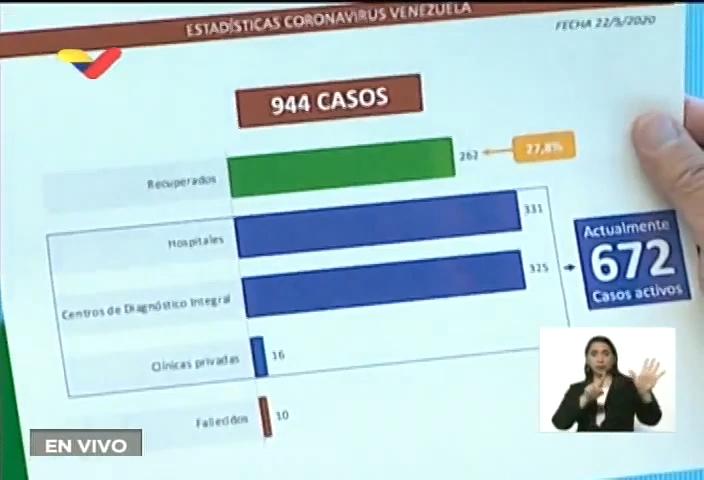 ESTADÍSTICAS CORONAVIRUS VENEZUELA
FECHA 22/5/2020
944 CASOS
Recuperados 262 27,8%
Hospitales 331
Centros de Diagnóstico Integral 325
Clínicas privadas 16
Fallecidos 10
Actualmente
672
Casos activos
EN VIVO